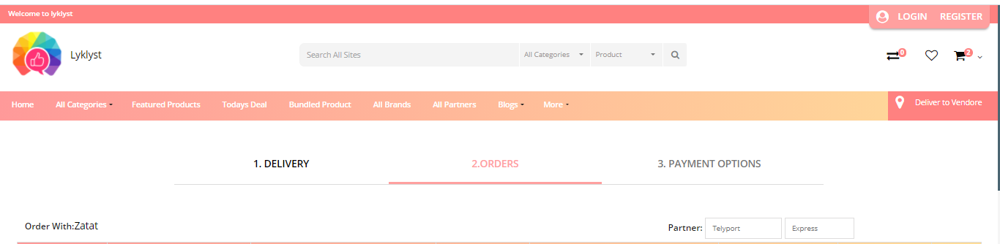 Welcome to lyklyst
LOGIN REGISTER
Lyklyst
Search All Sites All Categories Product
0 2
Home All Categories Featured Products Todays Deal Bundled Product All Brands All Partners Blogs More Deliver to Vendore
1. DELIVERY 2.ORDERS 3. PAYMENT OPTIONS
Order With:Zatat Partner: Telyport Express